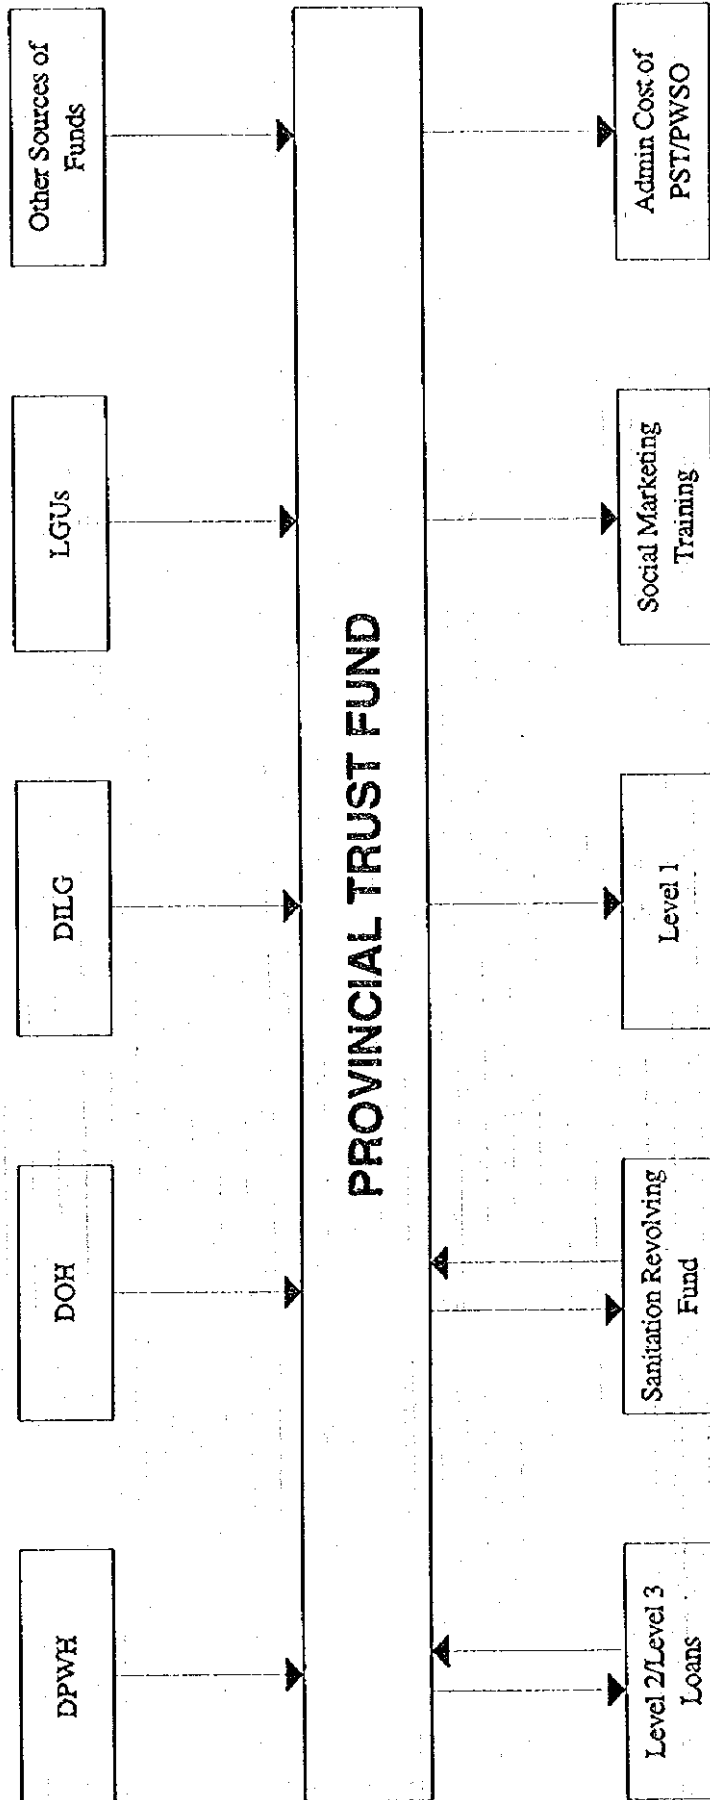 DPWH
DOH
DILG
LGUs
Other Sources of
Funds
PROVINCIAL TRUST FUND
Level 2/Level 3
Loans
Sanitation Revolving
Fund
Level 1
Social Marketing
Training
Admin Cost of
PST/PWSO